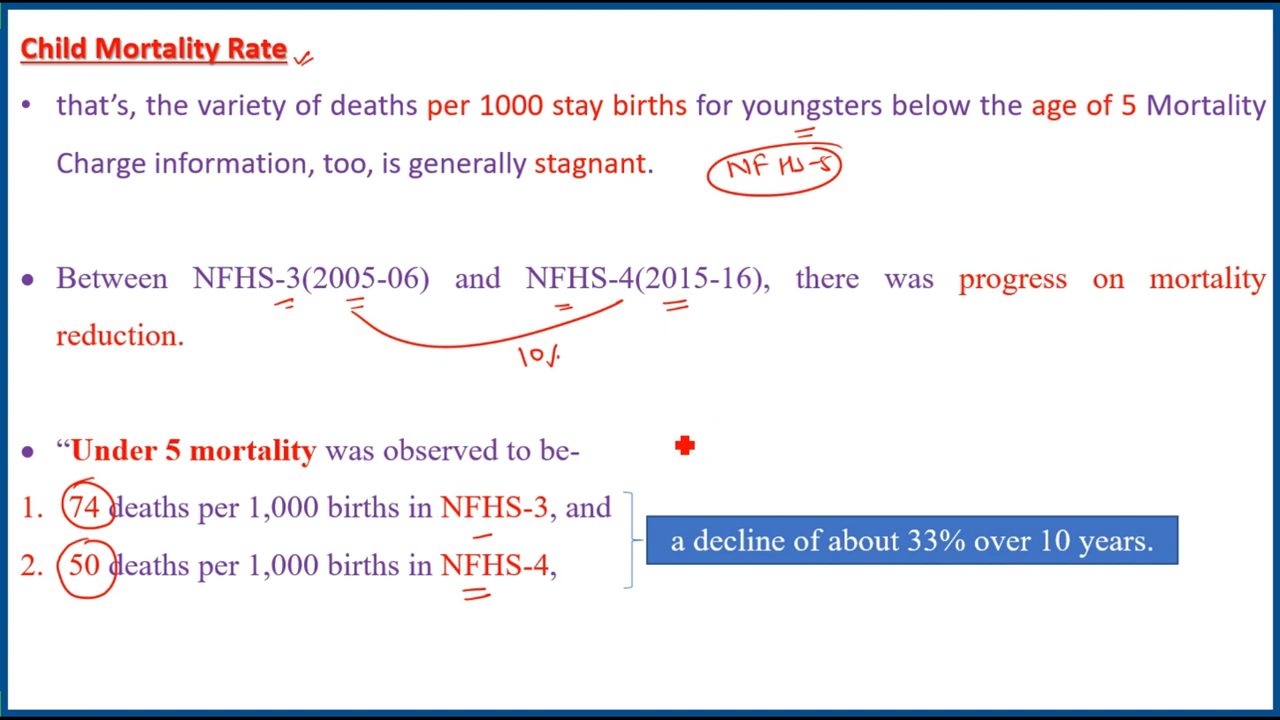 Child Mortality Rate
• that's, the variety of deaths per 1000 stay births for youngsters below the age of 5 Mortality
Charge information, too, is generally stagnant.
NFHS-5
• Between NFHS-3(2005-06) and NFHS-4(2015-16), there was progress on mortality
reduction.
10%
• “Under 5 mortality was observed to be-
1. 74 deaths per 1,000 births in NFHS-3, and
2. 50 deaths per 1,000 births in NFHS-4,
a decline of about 33% over 10 years.